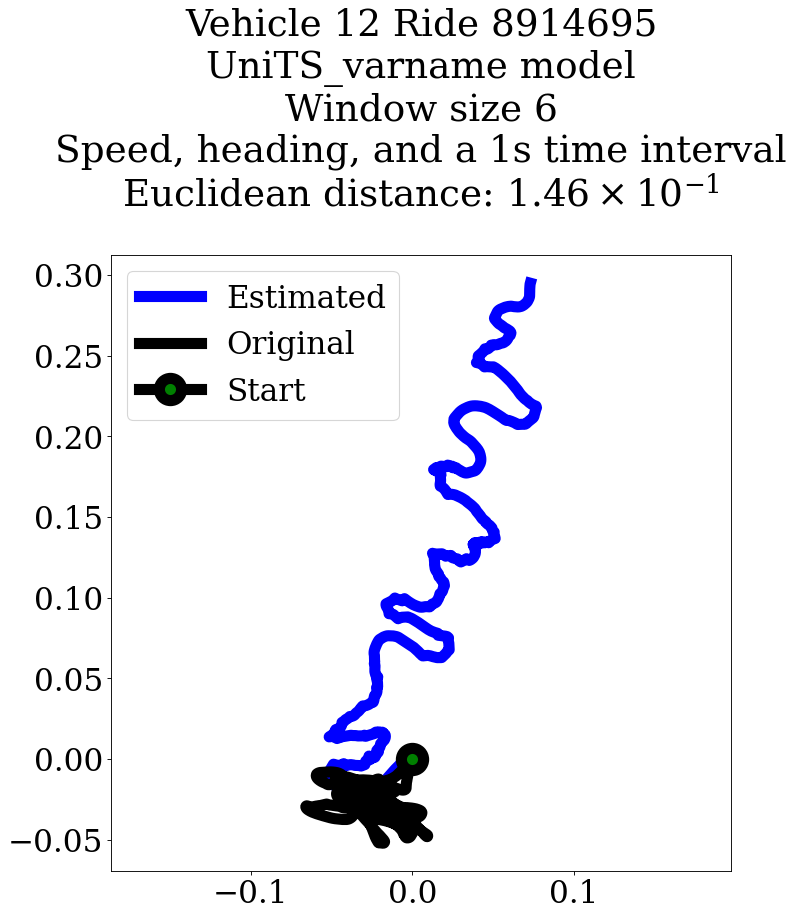 Vehicle 12 Ride 8914695
UniTS_varname model
Window size 6
Speed, heading, and a 1s time interval
Euclidean distance: 1.46 × 10⁻¹
Estimated
Original
Start
0.30
0.25
0.20
0.15
0.10
0.05
0.00
−0.05
−0.1 0.0 0.1